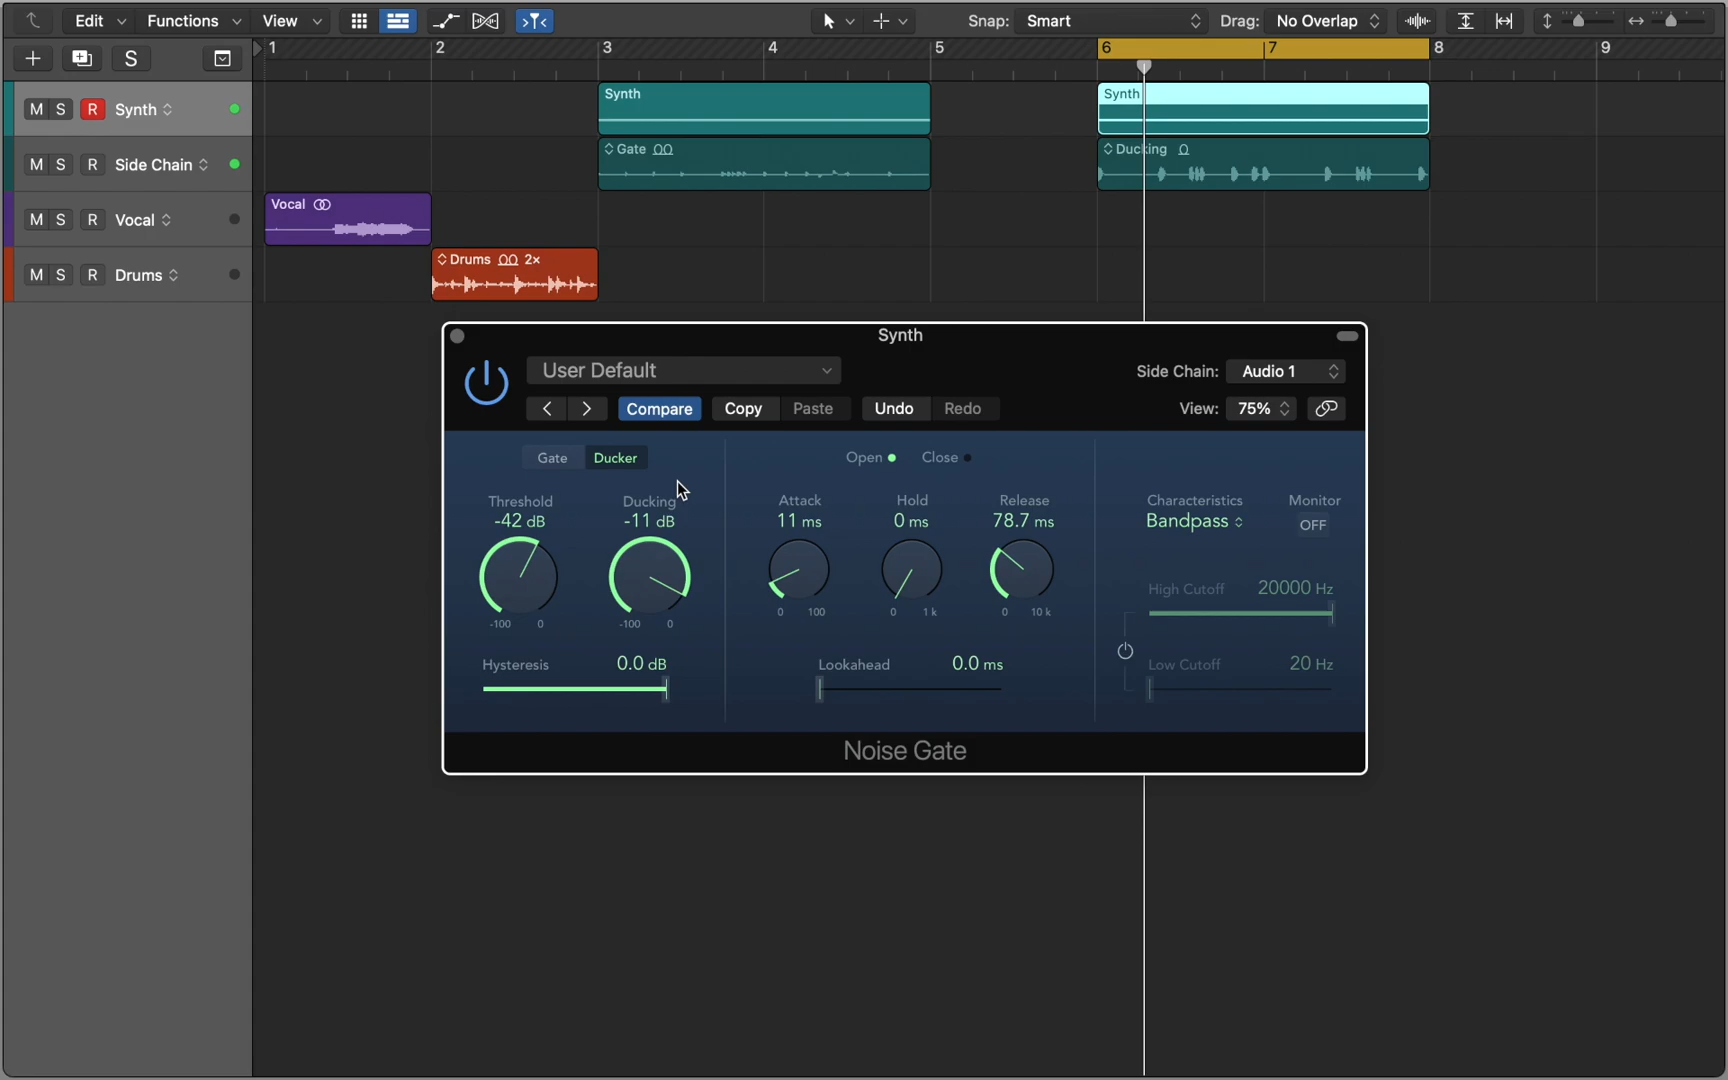 Edit Functions View Snap: Smart Drag: No Overlap
S 1 2 3 4 5 6 7 8 9
M S R Synth Synth Synth
M S R Side Chain Gate Ducking
M S R Vocal Vocal
M S R Drums Drums 2x
Synth
User Default Side Chain: Audio 1
Compare Copy Paste Undo Redo View: 75%
Gate Ducker Open Close
Threshold Ducking Attack Hold Release Characteristics Monitor
-42 dB -11 dB 11 ms 0 ms 78.7 ms Bandpass OFF
High Cutoff 20000 Hz
-100 0 -100 0 0 100 0 1k 0 10 k
Hysteresis 0.0 dB Lookahead 0.0 ms Low Cutoff 20 Hz
Noise Gate